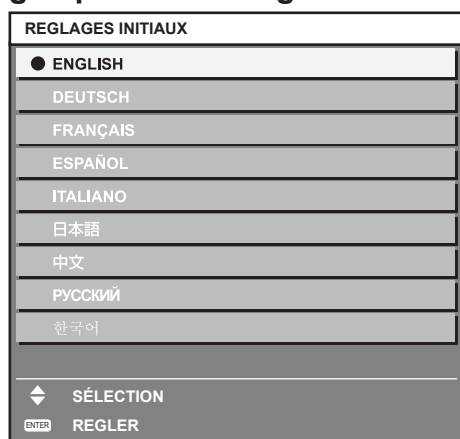 REGLAGES INITIAUX
ENGLISH
DEUTSCH
FRANÇAIS
ESPAÑOL
ITALIANO
日本語
中文
РУССКИЙ
한국어
SÉLECTION
ENTER REGLER